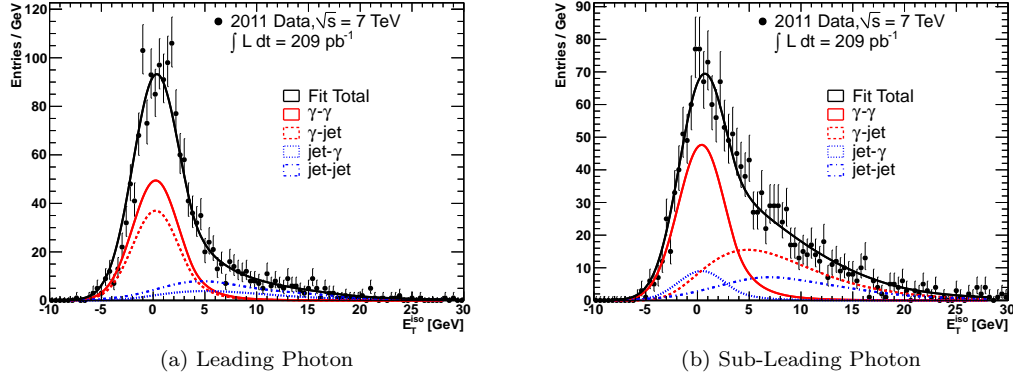 Entries / GeV
120
100
80
60
40
20
0
2011 Data, √s = 7 TeV
∫ L dt = 209 pb⁻¹
Fit Total
γ-γ
γ-jet
jet-γ
jet-jet
-10 -5 0 5 10 15 20 25 30
E_T^iso [GeV]
(a) Leading Photon
Entries / GeV
90
80
70
60
50
40
30
20
10
0
2011 Data, √s = 7 TeV
∫ L dt = 209 pb⁻¹
Fit Total
γ-γ
γ-jet
jet-γ
jet-jet
-10 -5 0 5 10 15 20 25 30
E_T^iso [GeV]
(b) Sub-Leading Photon